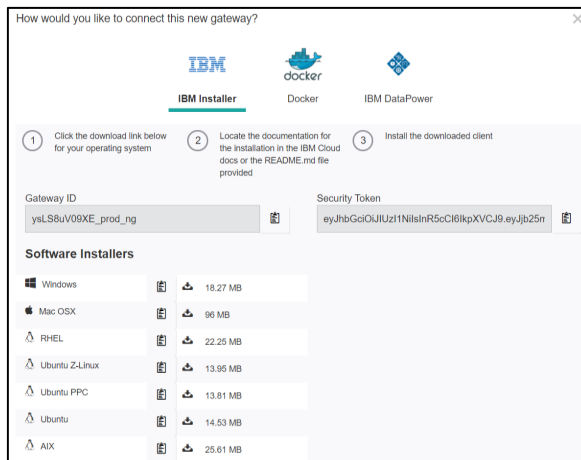 How would you like to connect this new gateway?
IBM
docker
IBM Installer
Docker
IBM DataPower
1
Click the download link below
for your operating system
2
Locate the documentation for
the installation in the IBM Cloud
docs or the README.md file
provided
3
Install the downloaded client
Gateway ID
ysLS8uV09XE_prod_ng
Security Token
eyJhbGciOiJIUzI1NiIsInR5cCI6IkpXVCJ9.eyJjb25n
Software Installers
Windows 18.27 MB
Mac OSX 96 MB
RHEL 22.25 MB
Ubuntu Z-Linux 13.95 MB
Ubuntu PPC 13.81 MB
Ubuntu 14.53 MB
AIX 25.61 MB